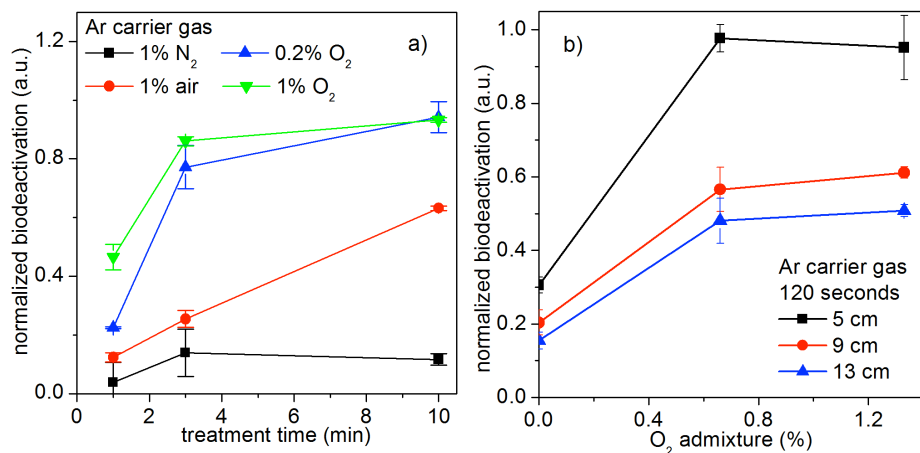 Ar carrier gas
1% N₂ 0.2% O₂
1% air 1% O₂
a)
normalized biodeactivation (a.u.)
1.2
0.8
0.4
0.0
0 2 4 6 8 10
treatment time (min)
b)
normalized biodeactivation (a.u.)
1.0
0.8
0.6
0.4
0.2
0.0
Ar carrier gas
120 seconds
5 cm
9 cm
13 cm
0.0 0.4 0.8 1.2
O₂ admixture (%)